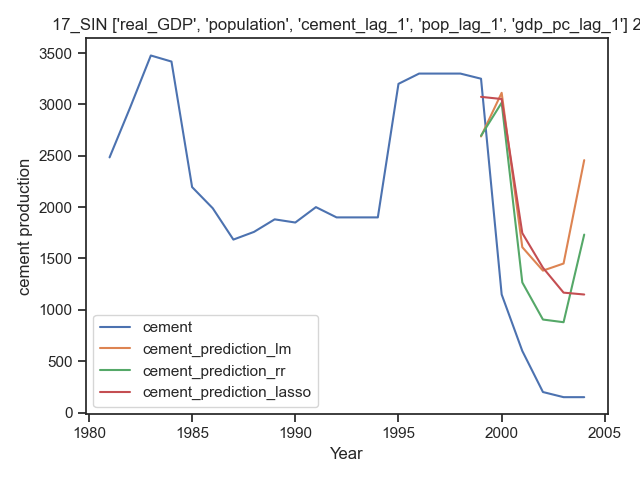 17_SIN ['real_GDP', 'population', 'cement_lag_1', 'pop_lag_1', 'gdp_pc_lag_1'] 2
3500
3000
2500
2000
1500
1000
500
0
cement production
cement
cement_prediction_lm
cement_prediction_rr
cement_prediction_lasso
1980 1985 1990 1995 2000 2005
Year